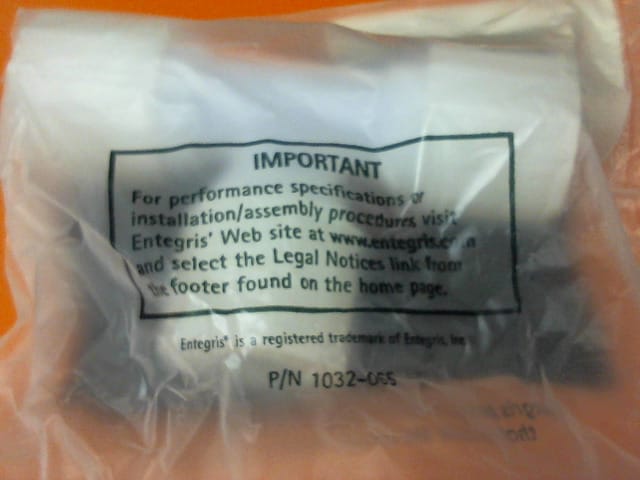 IMPORTANT
For performance specifications or
installation/assembly procedures visit
Entegris' Web site at www.entegris.com
and select the Legal Notices link from
the footer found on the home page.
Entegris® is a registered trademark of Entegris, Inc
P/N 1032-065